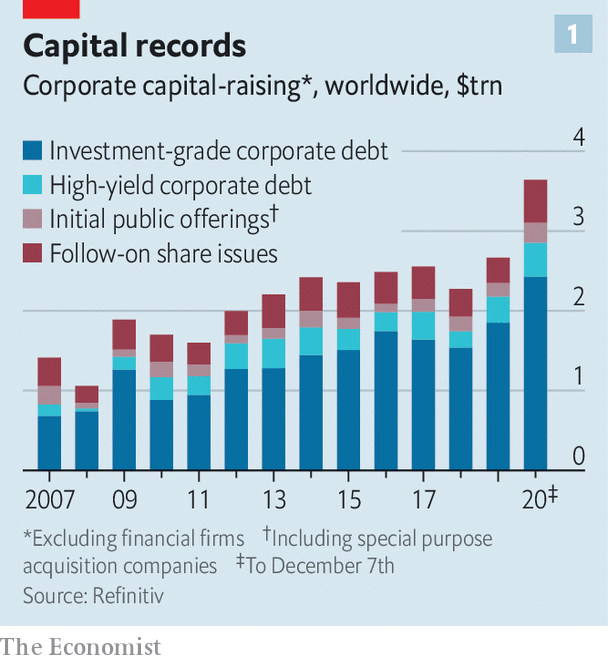 Capital records
1
Corporate capital-raising*, worldwide, $trn
Investment-grade corporate debt
High-yield corporate debt
Initial public offerings†
Follow-on share issues
4
3
2
1
0
2007 09 11 13 15 17 20‡
*Excluding financial firms †Including special purpose
acquisition companies ‡To December 7th
Source: Refinitiv
The Economist